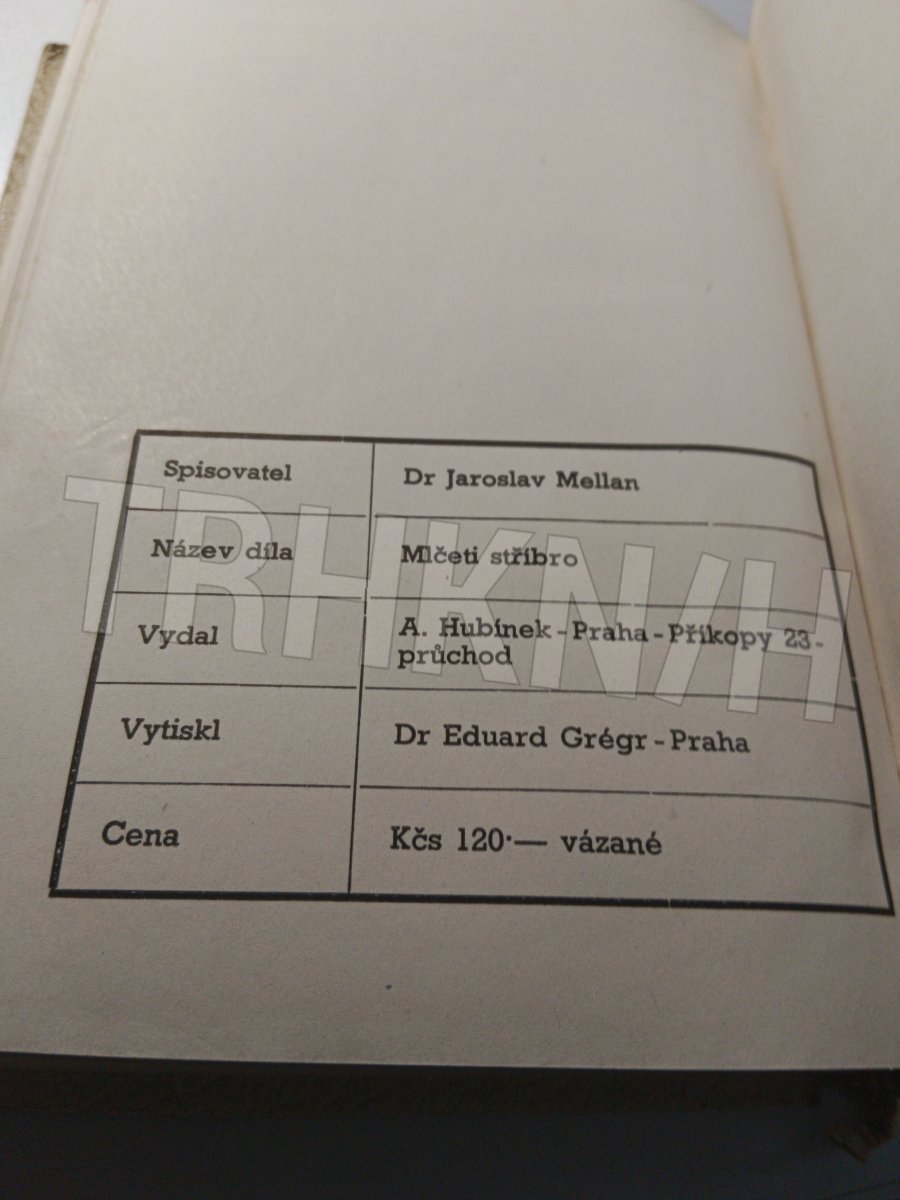 Spisovatel Dr Jaroslav Mellan
Název díla Mlčeti stříbro
Vydal A. Hubínek - Praha - Příkopy 23 -
průchod
Vytiskl Dr Eduard Grégr - Praha
Cena Kčs 120·— vázané
TRHKNIH